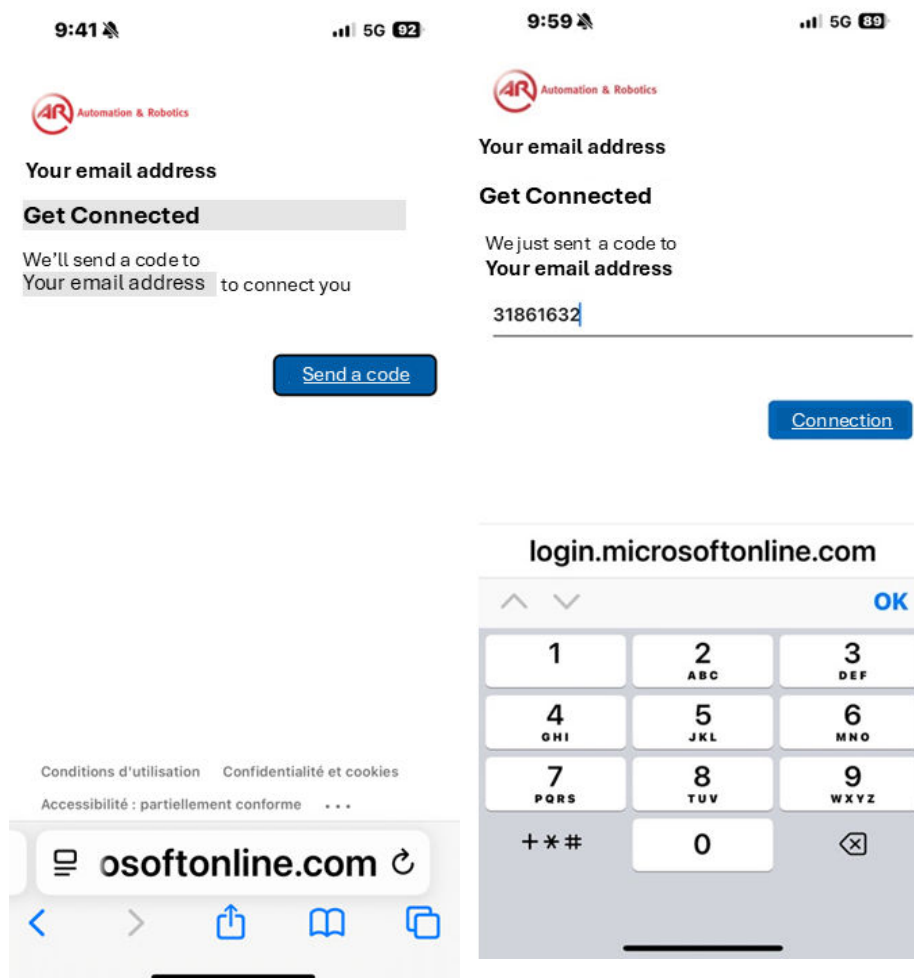 9:41
5G 92
AR Automation & Robotics
Your email address
Get Connected
We'll send a code to
Your email address to connect you
Send a code
Conditions d'utilisation Confidentialité et cookies
Accessibilité : partiellement conforme ...
osoftonline.com
9:59
5G 89
AR Automation & Robotics
Your email address
Get Connected
We just sent a code to
Your email address
31861632
Connection
login.microsoftonline.com
OK
1 2 3
ABC DEF
4 5 6
GHI JKL MNO
7 8 9
PQRS TUV WXYZ
+*# 0